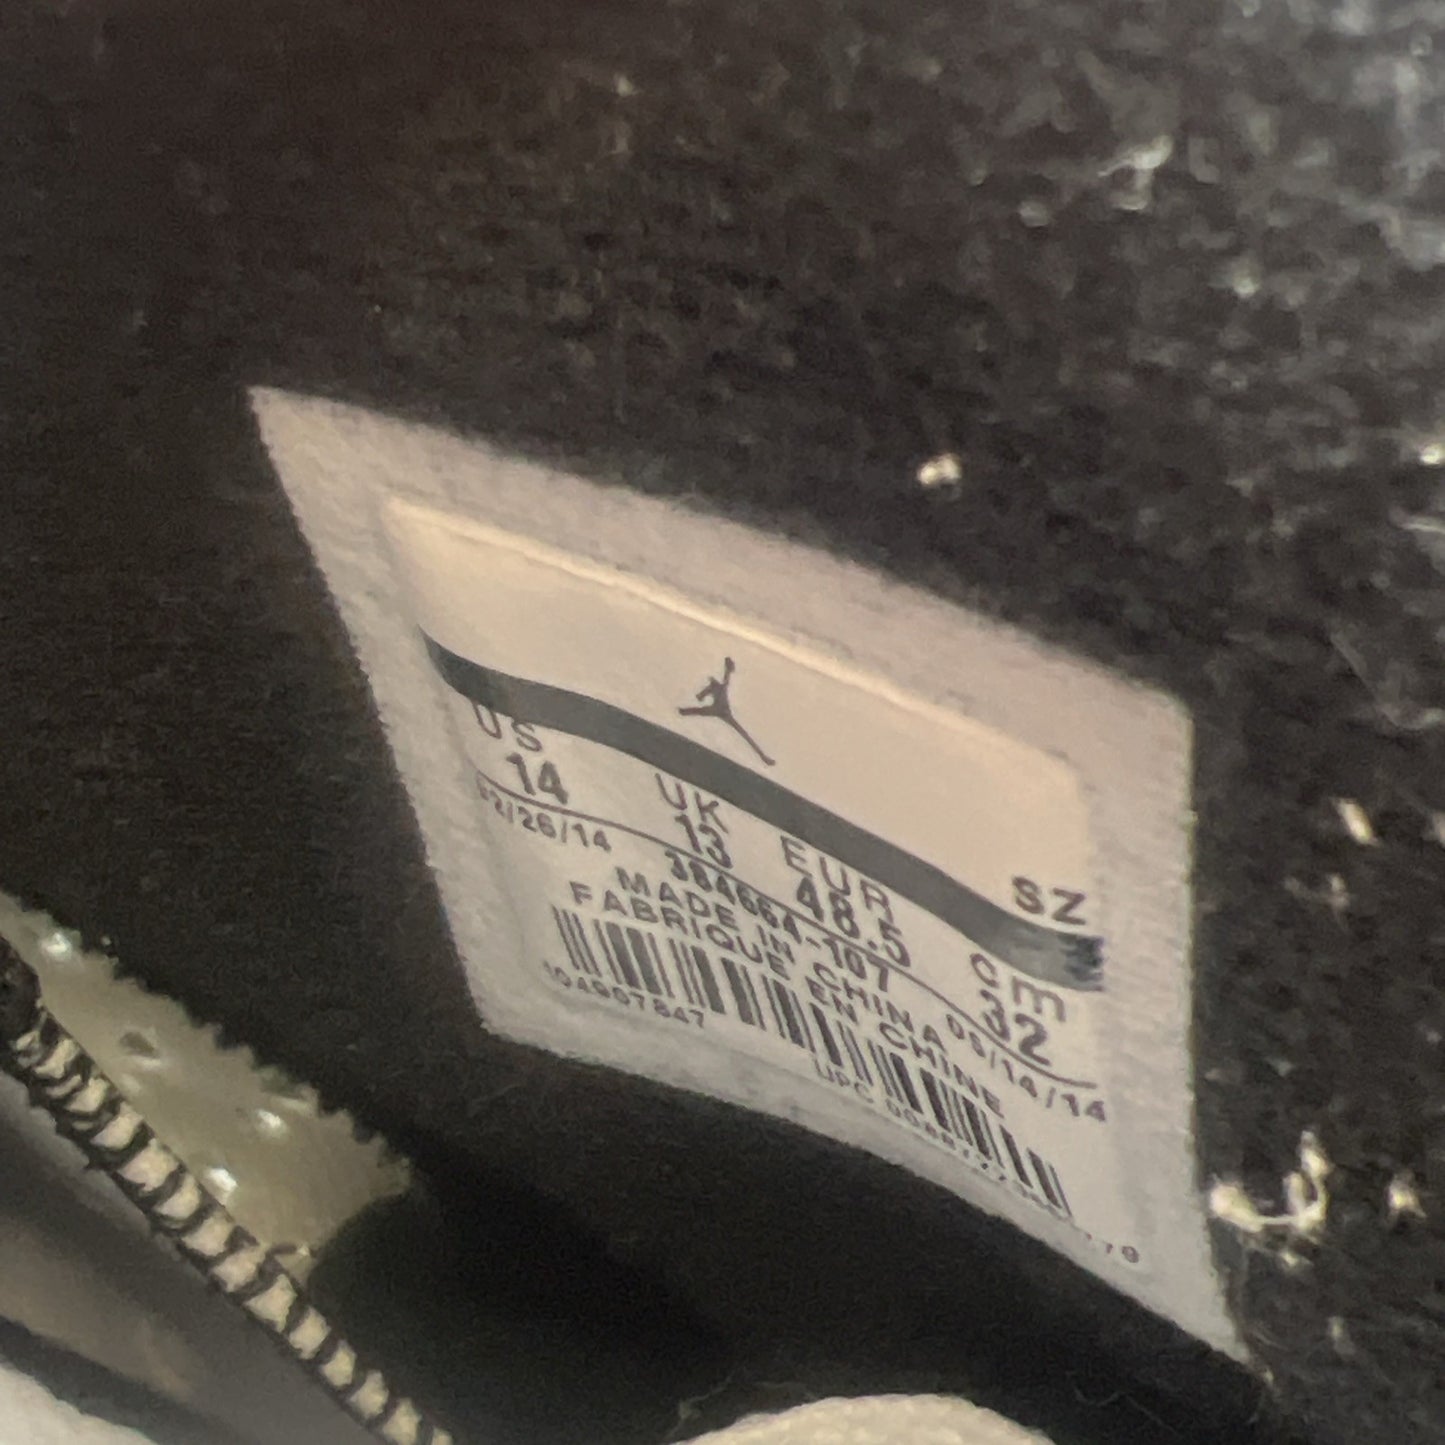 SZ
US UK EUR cm
14 13 48.5 32
02/26/14 384664-107 05/14/14
MADE IN CHINA
FABRIQUE EN CHINE
104907847
UPC